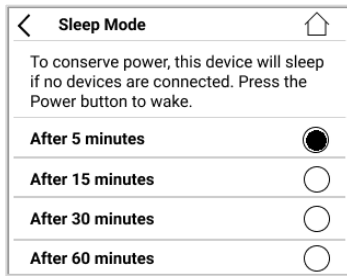 Sleep Mode
To conserve power, this device will sleep
if no devices are connected. Press the
Power button to wake.
After 5 minutes
After 15 minutes
After 30 minutes
After 60 minutes